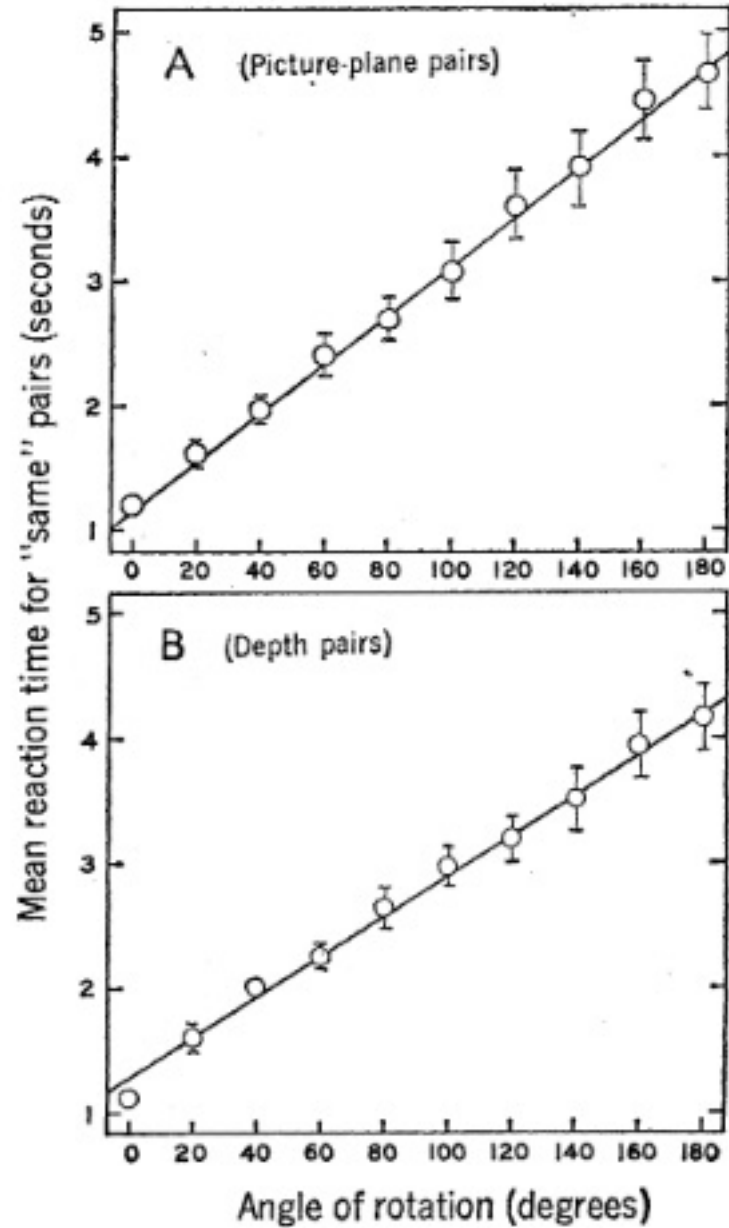 Mean reaction time for "same" pairs (seconds)
A (Picture-plane pairs)
5
4
3
2
1
0 20 40 60 80 100 120 140 160 180
B (Depth pairs)
5
4
3
2
1
0 20 40 60 80 100 120 140 160 180
Angle of rotation (degrees)